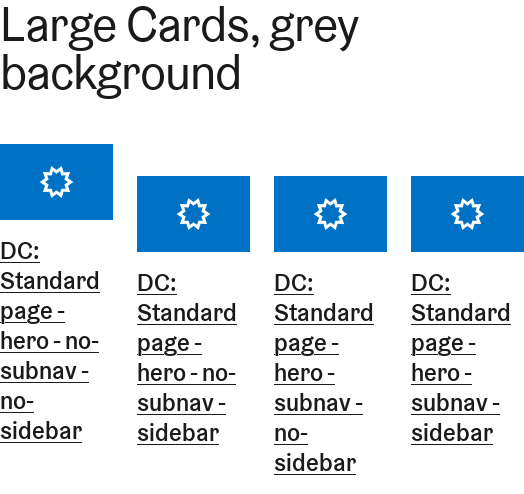 Large Cards, grey
background
DC:
Standard
page -
hero - no-
subnav -
no-
sidebar
DC:
Standard
page -
hero - no-
subnav -
sidebar
DC:
Standard
page -
hero -
subnav -
no-
sidebar
DC:
Standard
page -
hero -
subnav -
sidebar